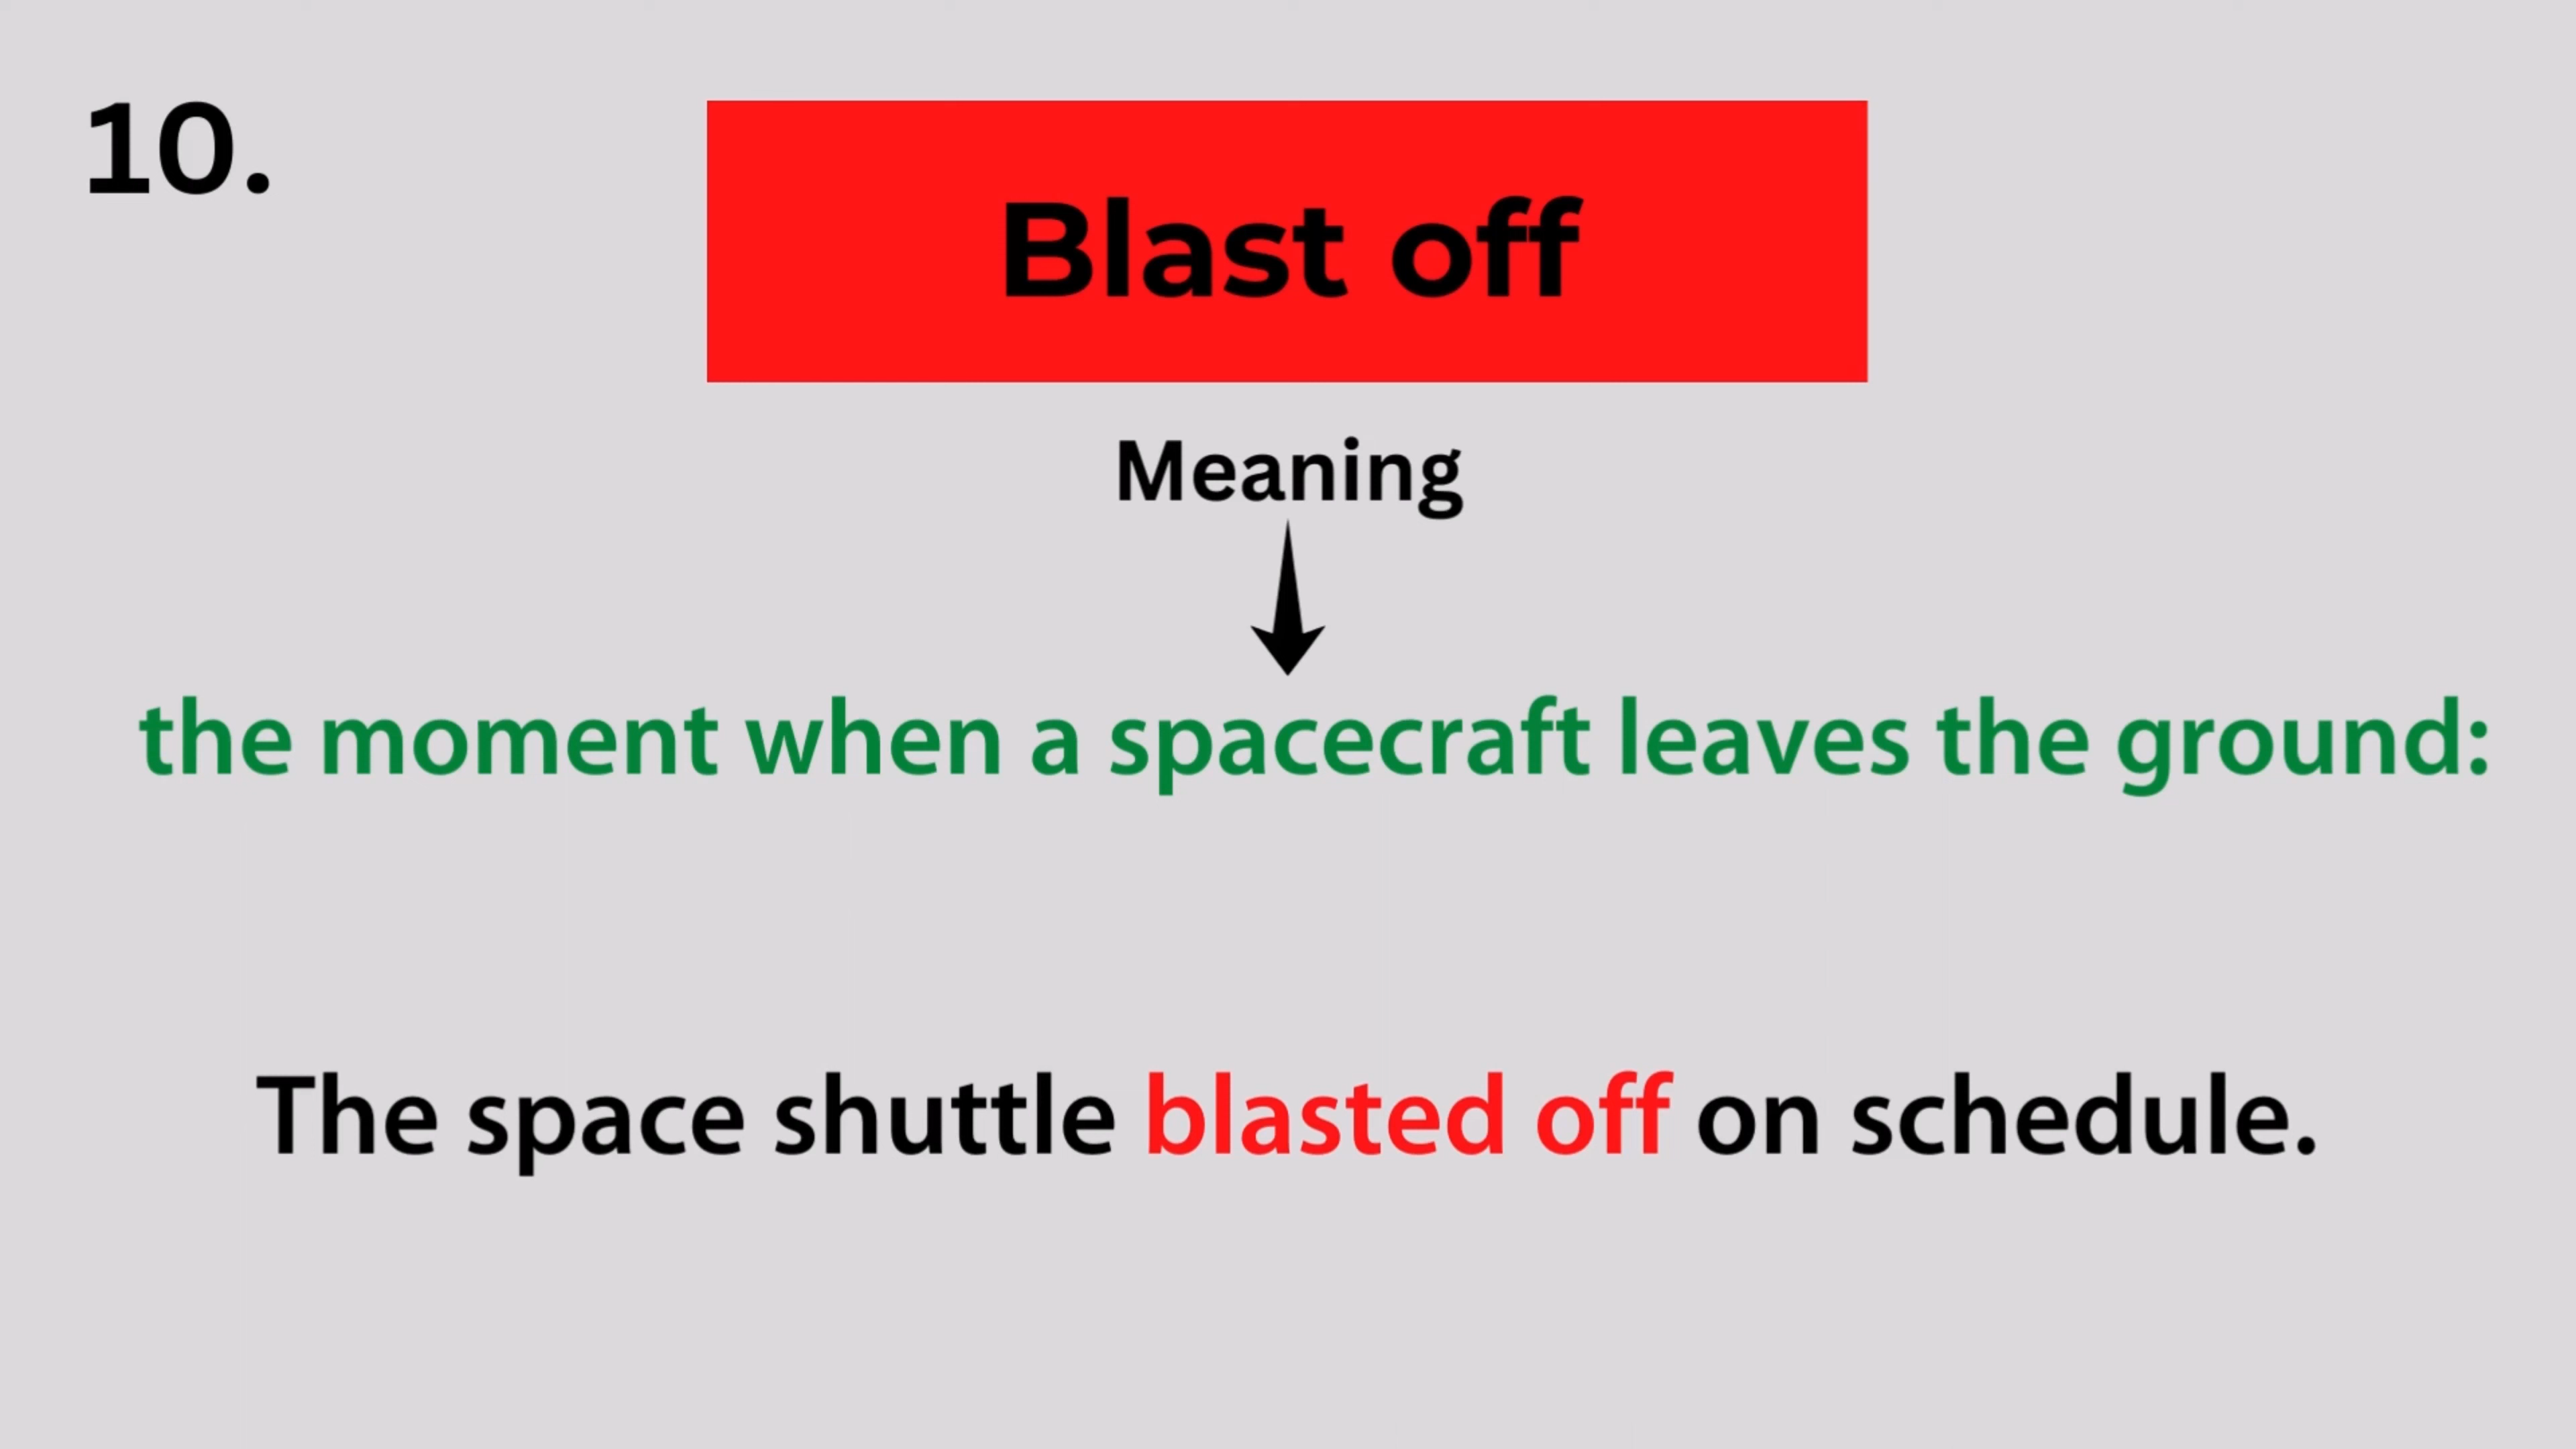 10.
Blast off
Meaning
the moment when a spacecraft leaves the ground:
The space shuttle blasted off on schedule.